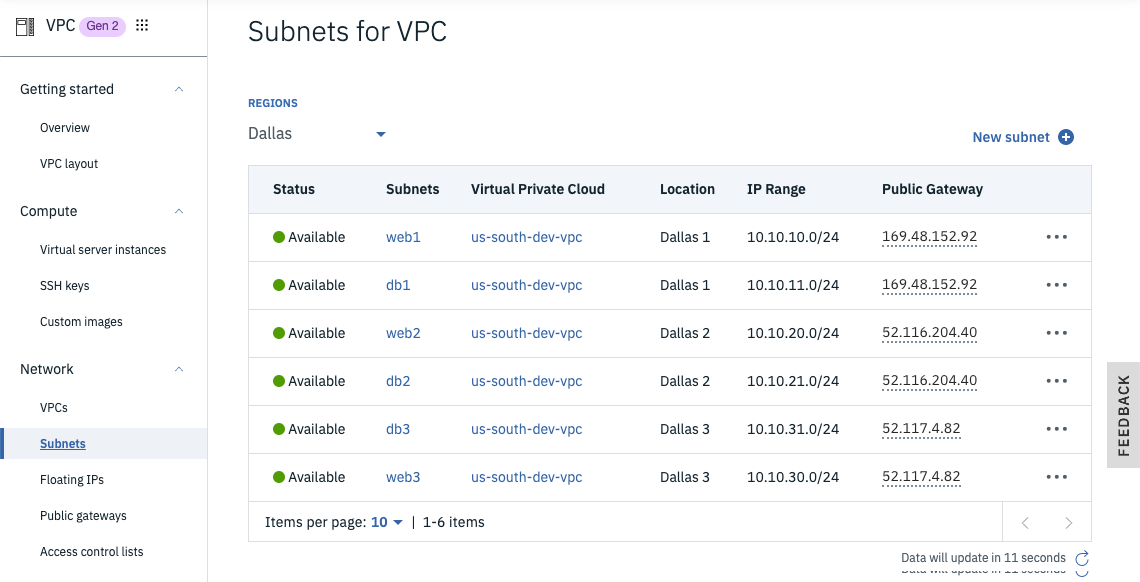 VPC Gen 2
Getting started
Overview
VPC layout
Compute
Virtual server instances
SSH keys
Custom images
Network
VPCs
Subnets
Floating IPs
Public gateways
Access control lists
Subnets for VPC
REGIONS
Dallas
New subnet
Status Subnets Virtual Private Cloud Location IP Range Public Gateway
Available web1 us-south-dev-vpc Dallas 1 10.10.10.0/24 169.48.152.92
Available db1 us-south-dev-vpc Dallas 1 10.10.11.0/24 169.48.152.92
Available web2 us-south-dev-vpc Dallas 2 10.10.20.0/24 52.116.204.40
Available db2 us-south-dev-vpc Dallas 2 10.10.21.0/24 52.116.204.40
Available db3 us-south-dev-vpc Dallas 3 10.10.31.0/24 52.117.4.82
Available web3 us-south-dev-vpc Dallas 3 10.10.30.0/24 52.117.4.82
Items per page: 10 | 1-6 items
Data will update in 11 seconds
Data will update in 11 seconds
FEEDBACK